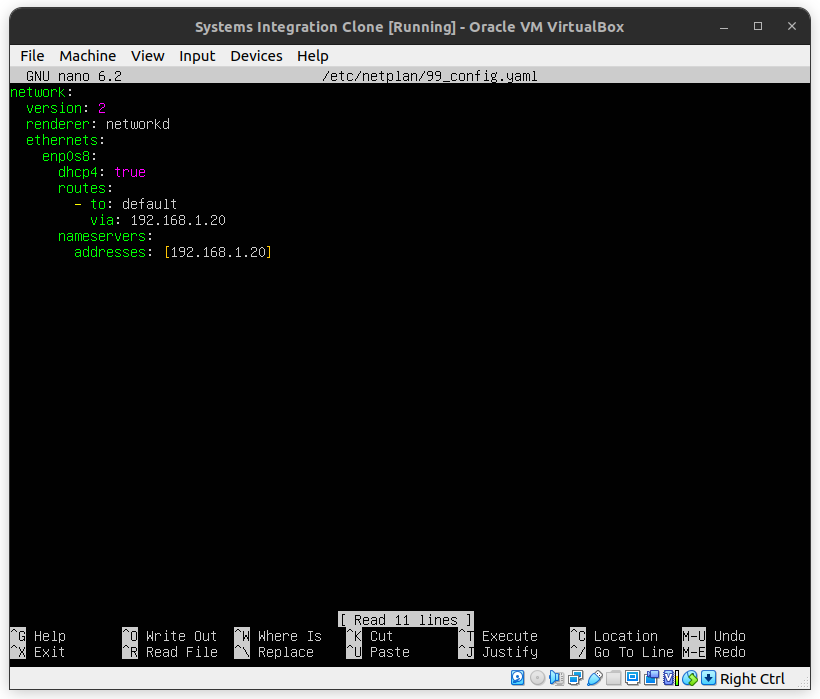 Systems Integration Clone [Running] - Oracle VM VirtualBox
File Machine View Input Devices Help
GNU nano 6.2 /etc/netplan/99_config.yaml
network:
  version: 2
  renderer: networkd
  ethernets:
    enp0s8:
      dhcp4: true
      routes:
        - to: default
          via: 192.168.1.20
      nameservers:
        addresses: [192.168.1.20]
[ Read 11 lines ]
^G Help ^O Write Out ^W Where Is ^K Cut ^T Execute ^C Location M-U Undo
^X Exit ^R Read File ^\ Replace ^U Paste ^J Justify ^/ Go To Line M-E Redo
Right Ctrl